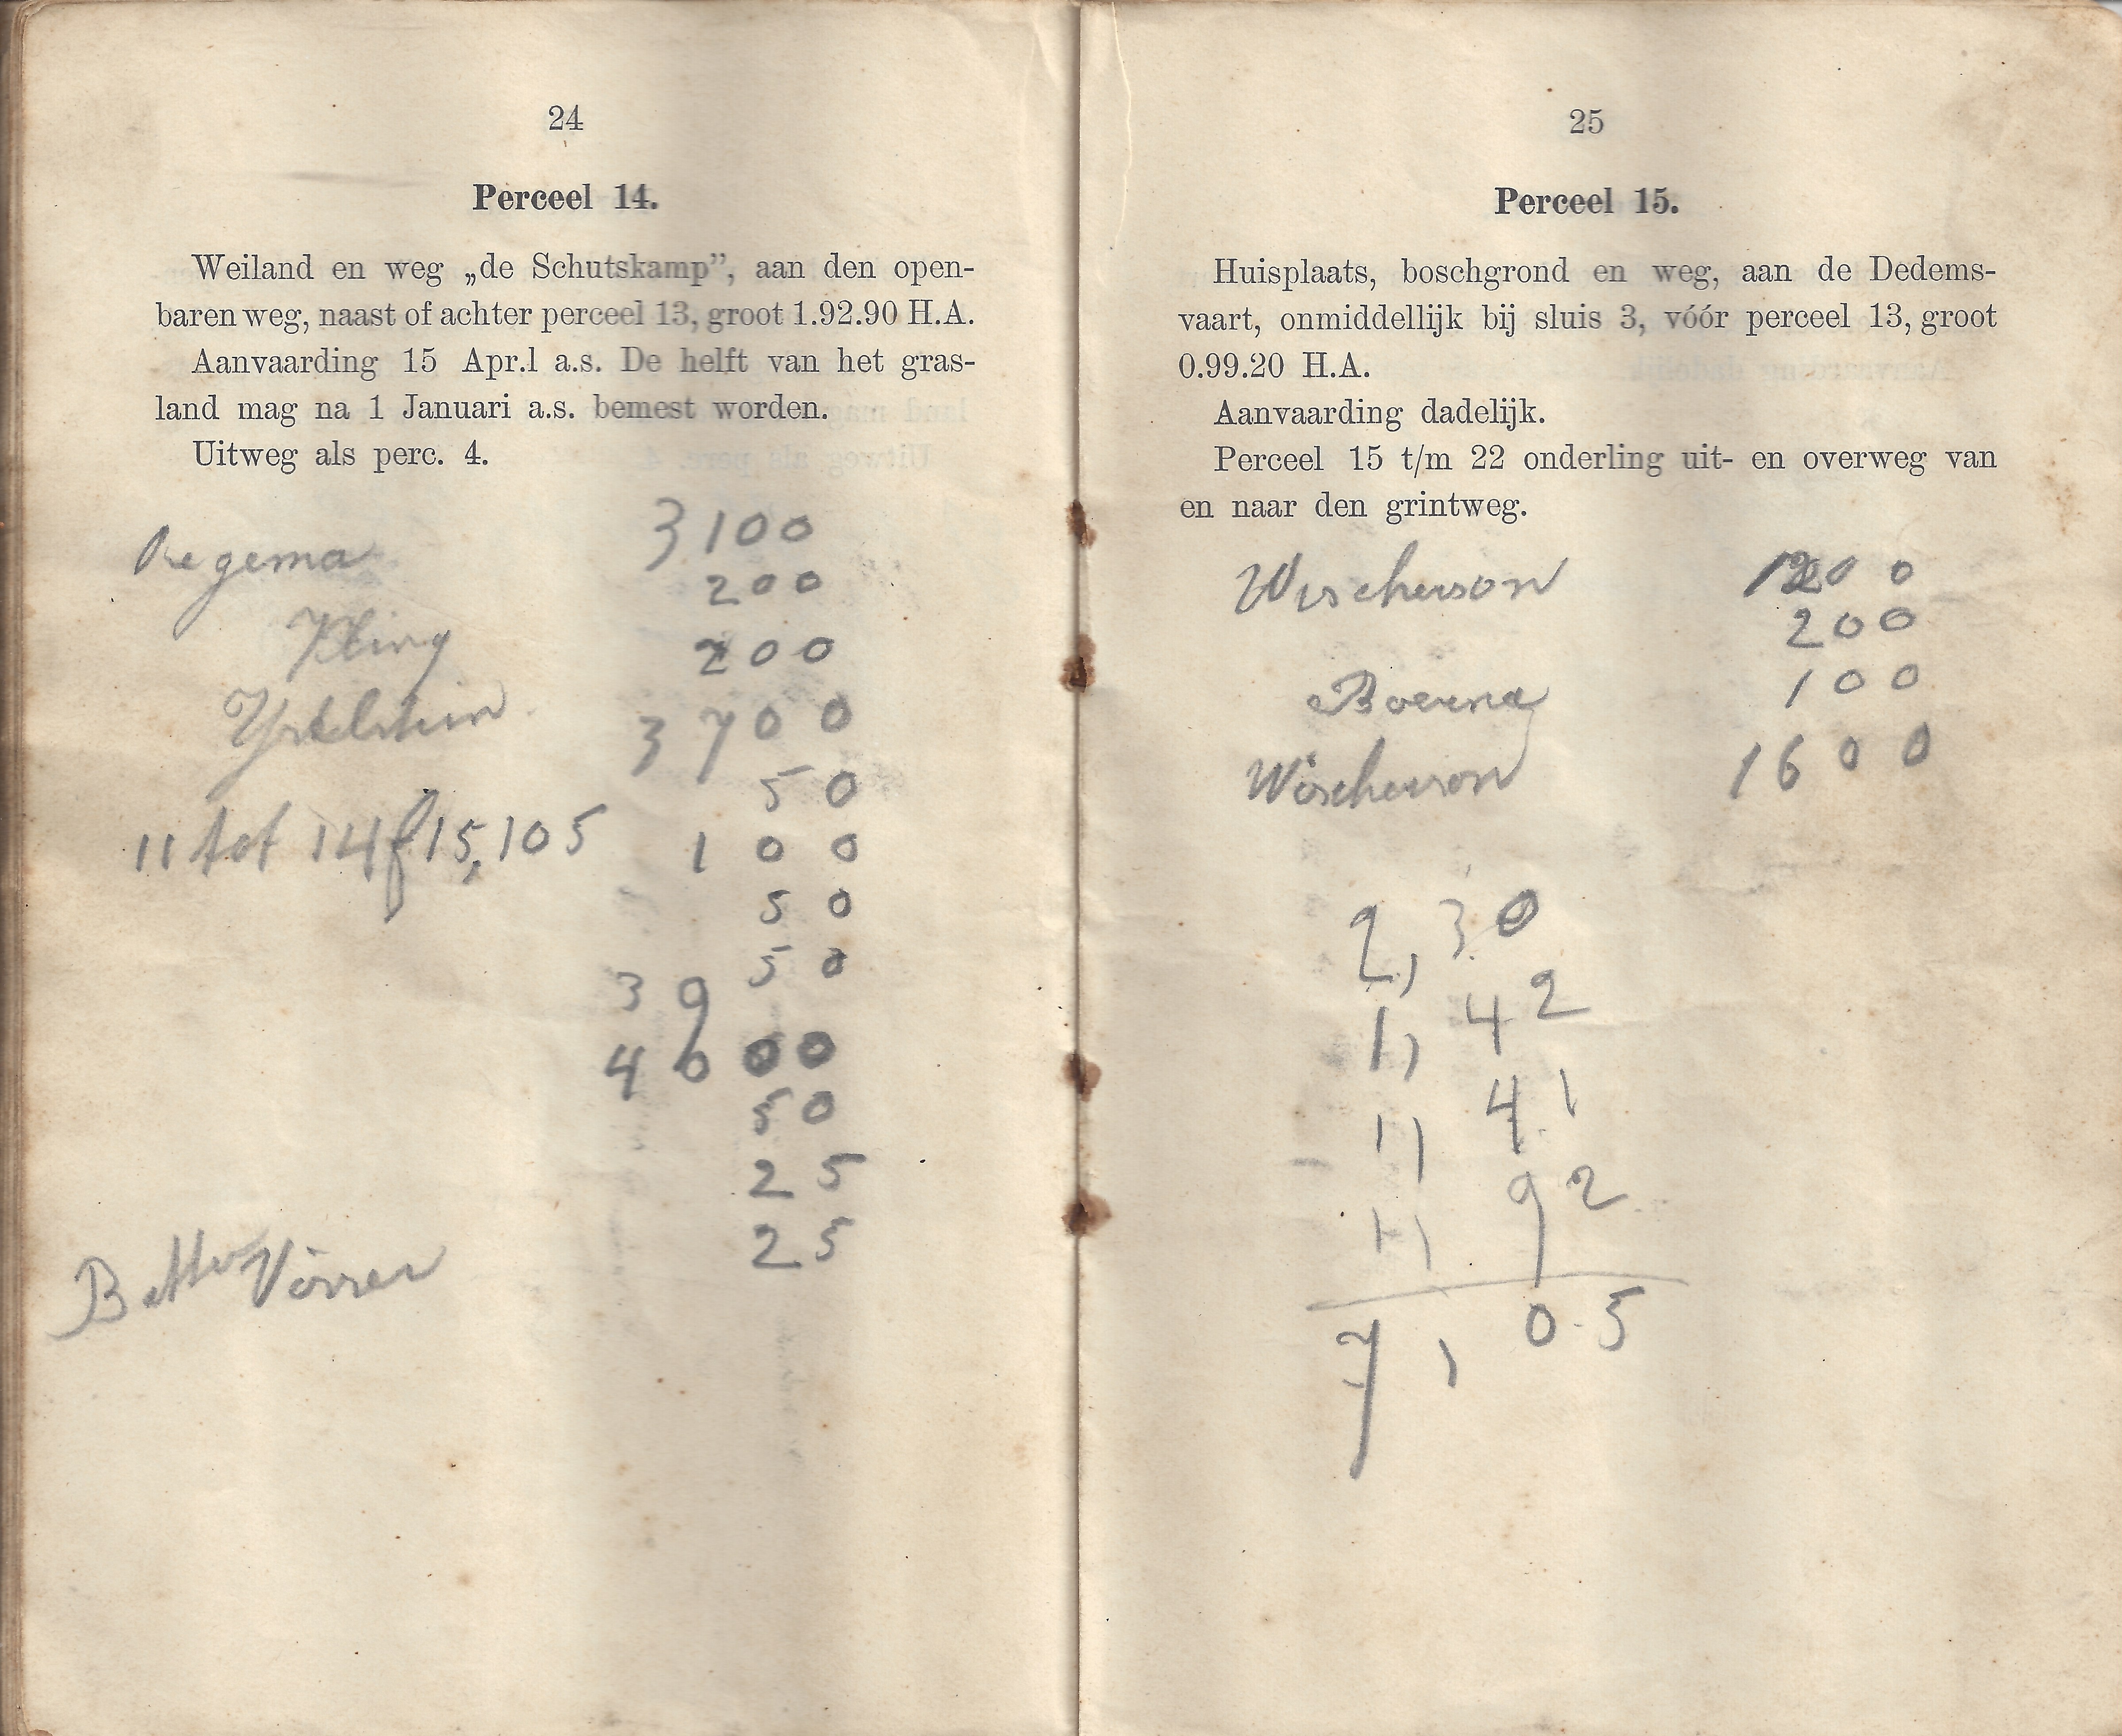 24
Perceel 14.
Weiland en weg „de Schutskamp”, aan den open-
baren weg, naast of achter perceel 13, groot 1.92.90 H.A.
Aanvaarding 15 Apr.l a.s. De helft van het gras-
land mag na 1 Januari a.s. bemest worden.
Uitweg als perc. 4.
Regema 3100
200
200
3700
50
11 tot 14 f 15,105 100
50
50
39
4000
50
25
25
25
Perceel 15.
Huisplaats, boschgrond en weg, aan de Dedems-
vaart, onmiddellijk bij sluis 3, vóór perceel 13, groot
0.99.20 H.A.
Aanvaarding dadelijk.
Perceel 15 t/m 22 onderling uit- en overweg van
en naar den grintweg.
200
100
1600
2,30
1,42
1,41
1,92
7,05